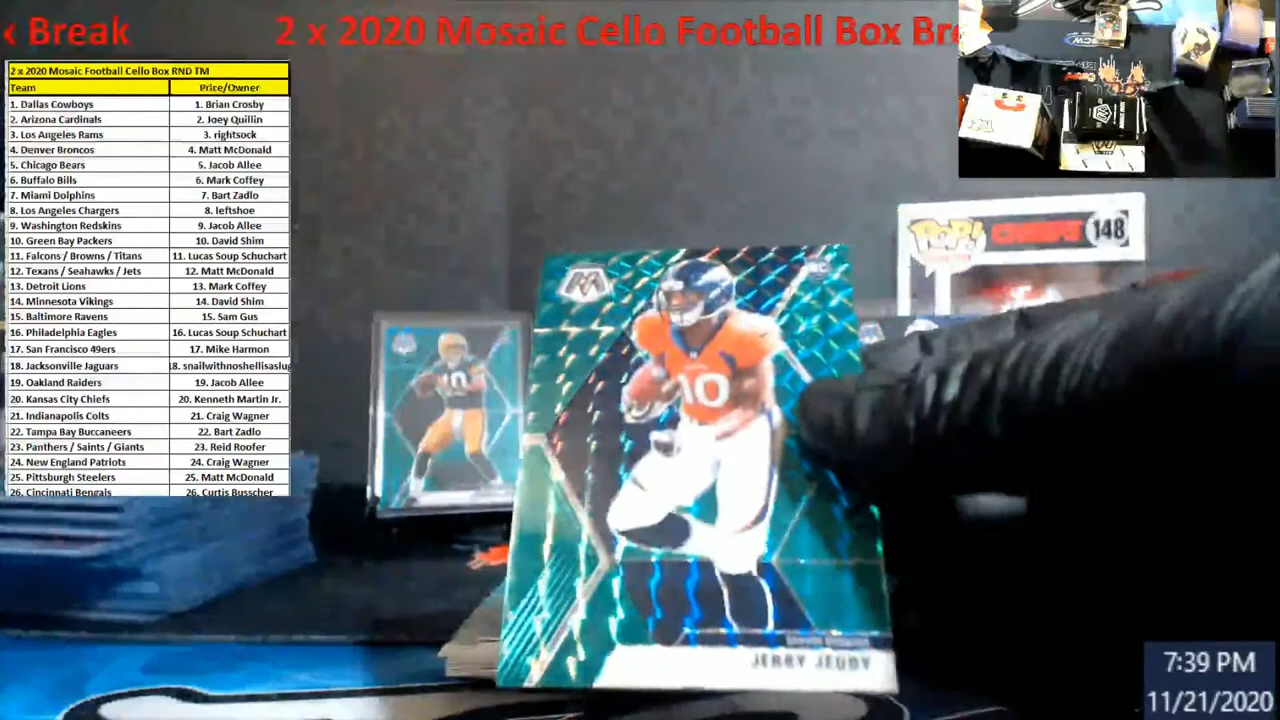 ‹ Break 2 x 2020 Mosaic Cello Football Box Bre
2 x 2020 Mosaic Football Cello Box RND TM
Team Price/Owner
1. Dallas Cowboys 1. Brian Crosby
2. Arizona Cardinals 2. Joey Quillin
3. Los Angeles Rams 3. rightsock
4. Denver Broncos 4. Matt McDonald
5. Chicago Bears 5. Jacob Allee
6. Buffalo Bills 6. Mark Coffey
7. Miami Dolphins 7. Bart Zadlo
8. Los Angeles Chargers 8. leftshoe
9. Washington Redskins 9. Jacob Allee
10. Green Bay Packers 10. David Shim
11. Falcons / Browns / Titans 11. Lucas Soup Schuchart
12. Texans / Seahawks / Jets 12. Matt McDonald
13. Detroit Lions 13. Mark Coffey
14. Minnesota Vikings 14. David Shim
15. Baltimore Ravens 15. Sam Gus
16. Philadelphia Eagles 16. Lucas Soup Schuchart
17. San Francisco 49ers 17. Mike Harmon
18. Jacksonville Jaguars 18. snailwithnoshellisaslug
19. Oakland Raiders 19. Jacob Allee
20. Kansas City Chiefs 20. Kenneth Martin Jr.
21. Indianapolis Colts 21. Craig Wagner
22. Tampa Bay Buccaneers 22. Bart Zadlo
23. Panthers / Saints / Giants 23. Reid Roofer
24. New England Patriots 24. Craig Wagner
25. Pittsburgh Steelers 25. Matt McDonald
26. Cincinnati Bengals 26. Curtis Busscher
POP! CHIEFS 148
RC
10
10
JERRY JEUDY
7:39 PM
11/21/2020